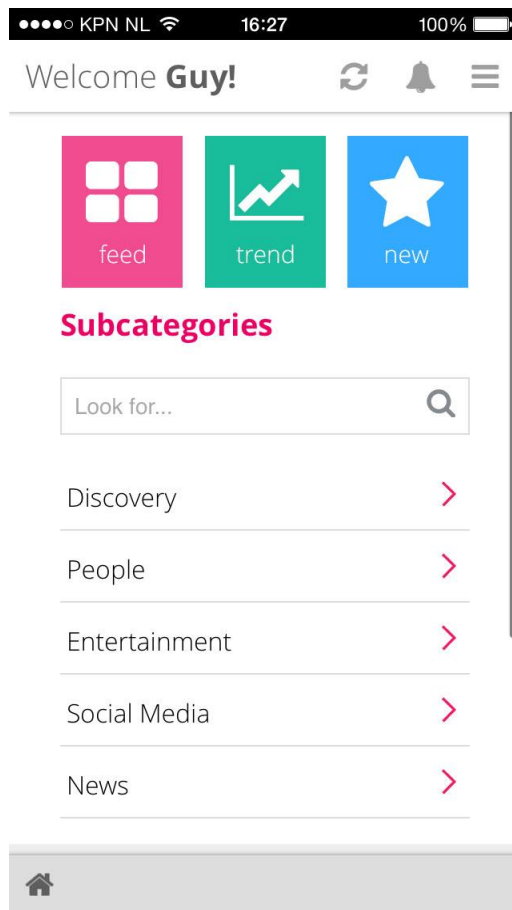 KPN NL 16:27 100%
Welcome Guy!
feed trend new
Subcategories
Look for...
Discovery
People
Entertainment
Social Media
News